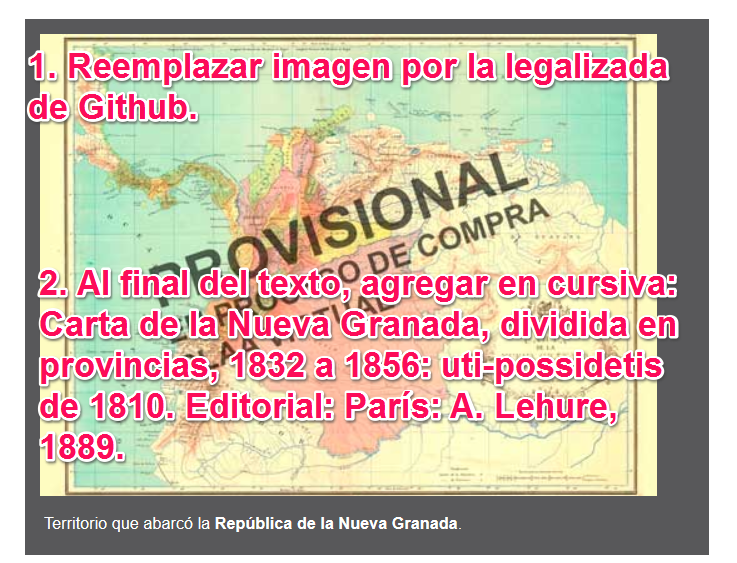 1. Reemplazar imagen por la legalizada
de Github.
PROVISIONAL
PROCESO DE COMPRA
2. Al final del texto, agregar en cursiva:
Carta de la Nueva Granada, dividida en
provincias, 1832 a 1856: uti-possidetis
de 1810. Editorial: París: A. Lehure,
1889.
Territorio que abarcó la República de la Nueva Granada.